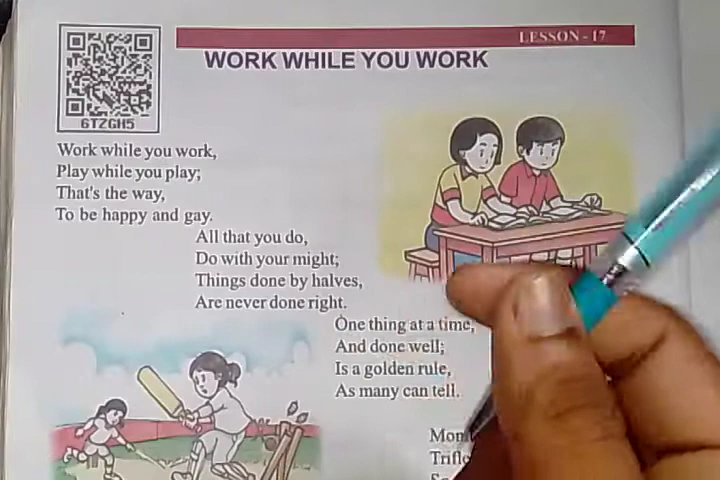 LESSON - 17
WORK WHILE YOU WORK
6TZGH5
Work while you work,
Play while you play;
That's the way,
To be happy and gay.
All that you do,
Do with your might;
Things done by halves,
Are never done right.
One thing at a time,
And done well;
Is a golden rule,
As many can tell.